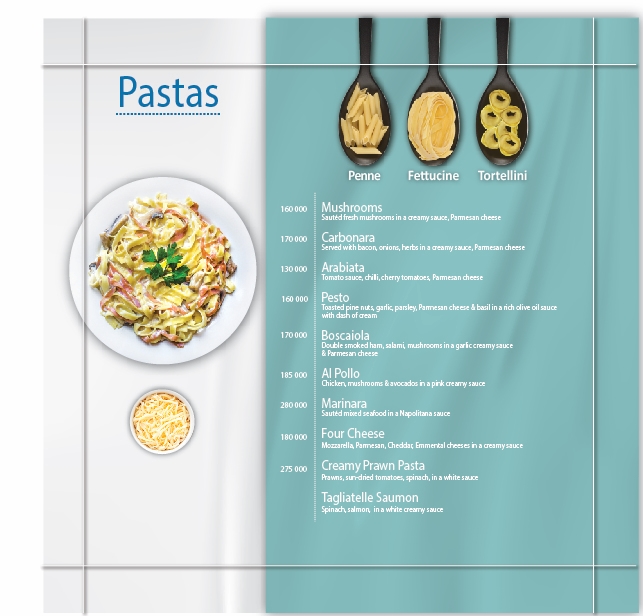 Pastas
Penne
Fettucine
Tortellini
160 000
Mushrooms
Sautéd fresh mushrooms in a creamy sauce, Parmesan cheese
170 000
Carbonara
Served with bacon, onions, herbs in a creamy sauce, Parmesan cheese
130 000
Arabiata
Tomato sauce, chilli, cherry tomatoes, Parmesan cheese
160 000
Pesto
Toasted pine nuts, garlic, parsley, Parmesan cheese & basil in a rich olive oil sauce
with dash of cream
170 000
Boscaiola
Double smoked ham, salami, mushrooms in a garlic creamy sauce
& Parmesan cheese
185 000
Al Pollo
Chicken, mushrooms & avocados in a pink creamy sauce
280 000
Marinara
Sautéd mixed seafood in a Napolitana sauce
180 000
Four Cheese
Mozzarella, Parmesan, Cheddar, Emmental cheeses in a creamy sauce
275 000
Creamy Prawn Pasta
Prawns, sun-dried tomatoes, spinach, in a white sauce
Tagliatelle Saumon
Spinach, salmon, in a white creamy sauce